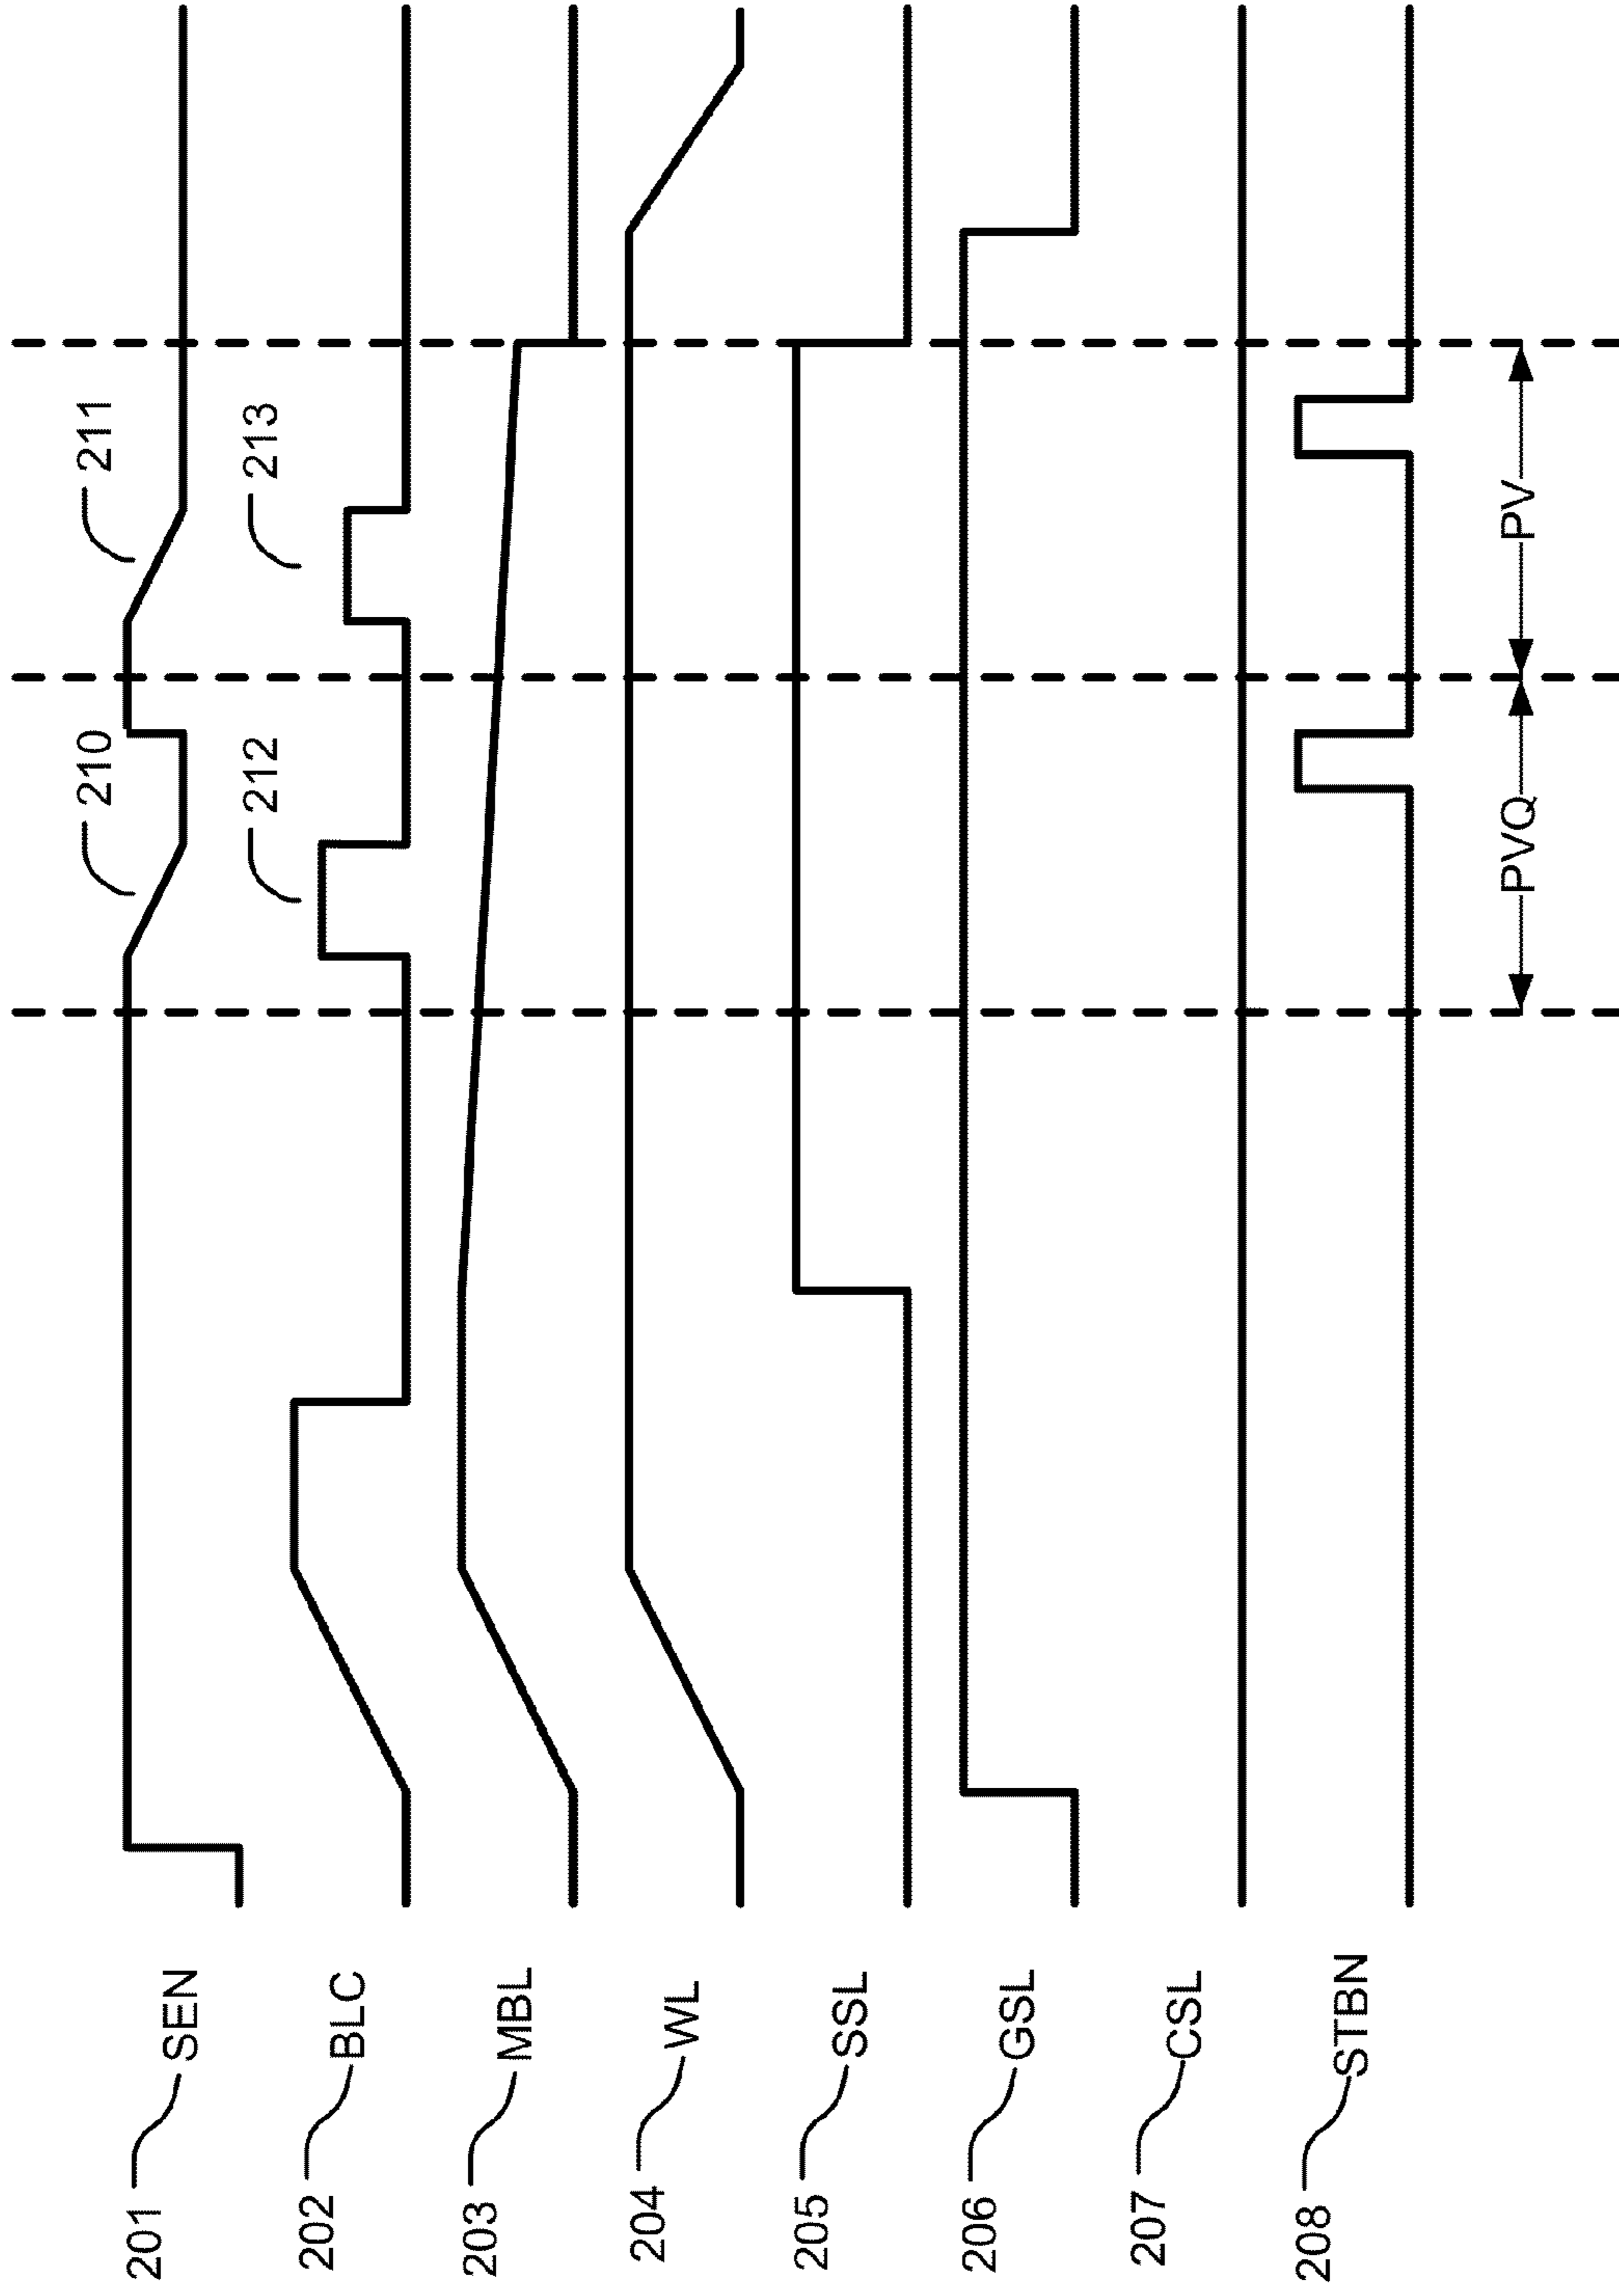 210
211
201 SEN
212
213
202 BLC
203 MBL
204 WL
205 SSL
206 GSL
207 CSL
208 STBN
PVQ
PV